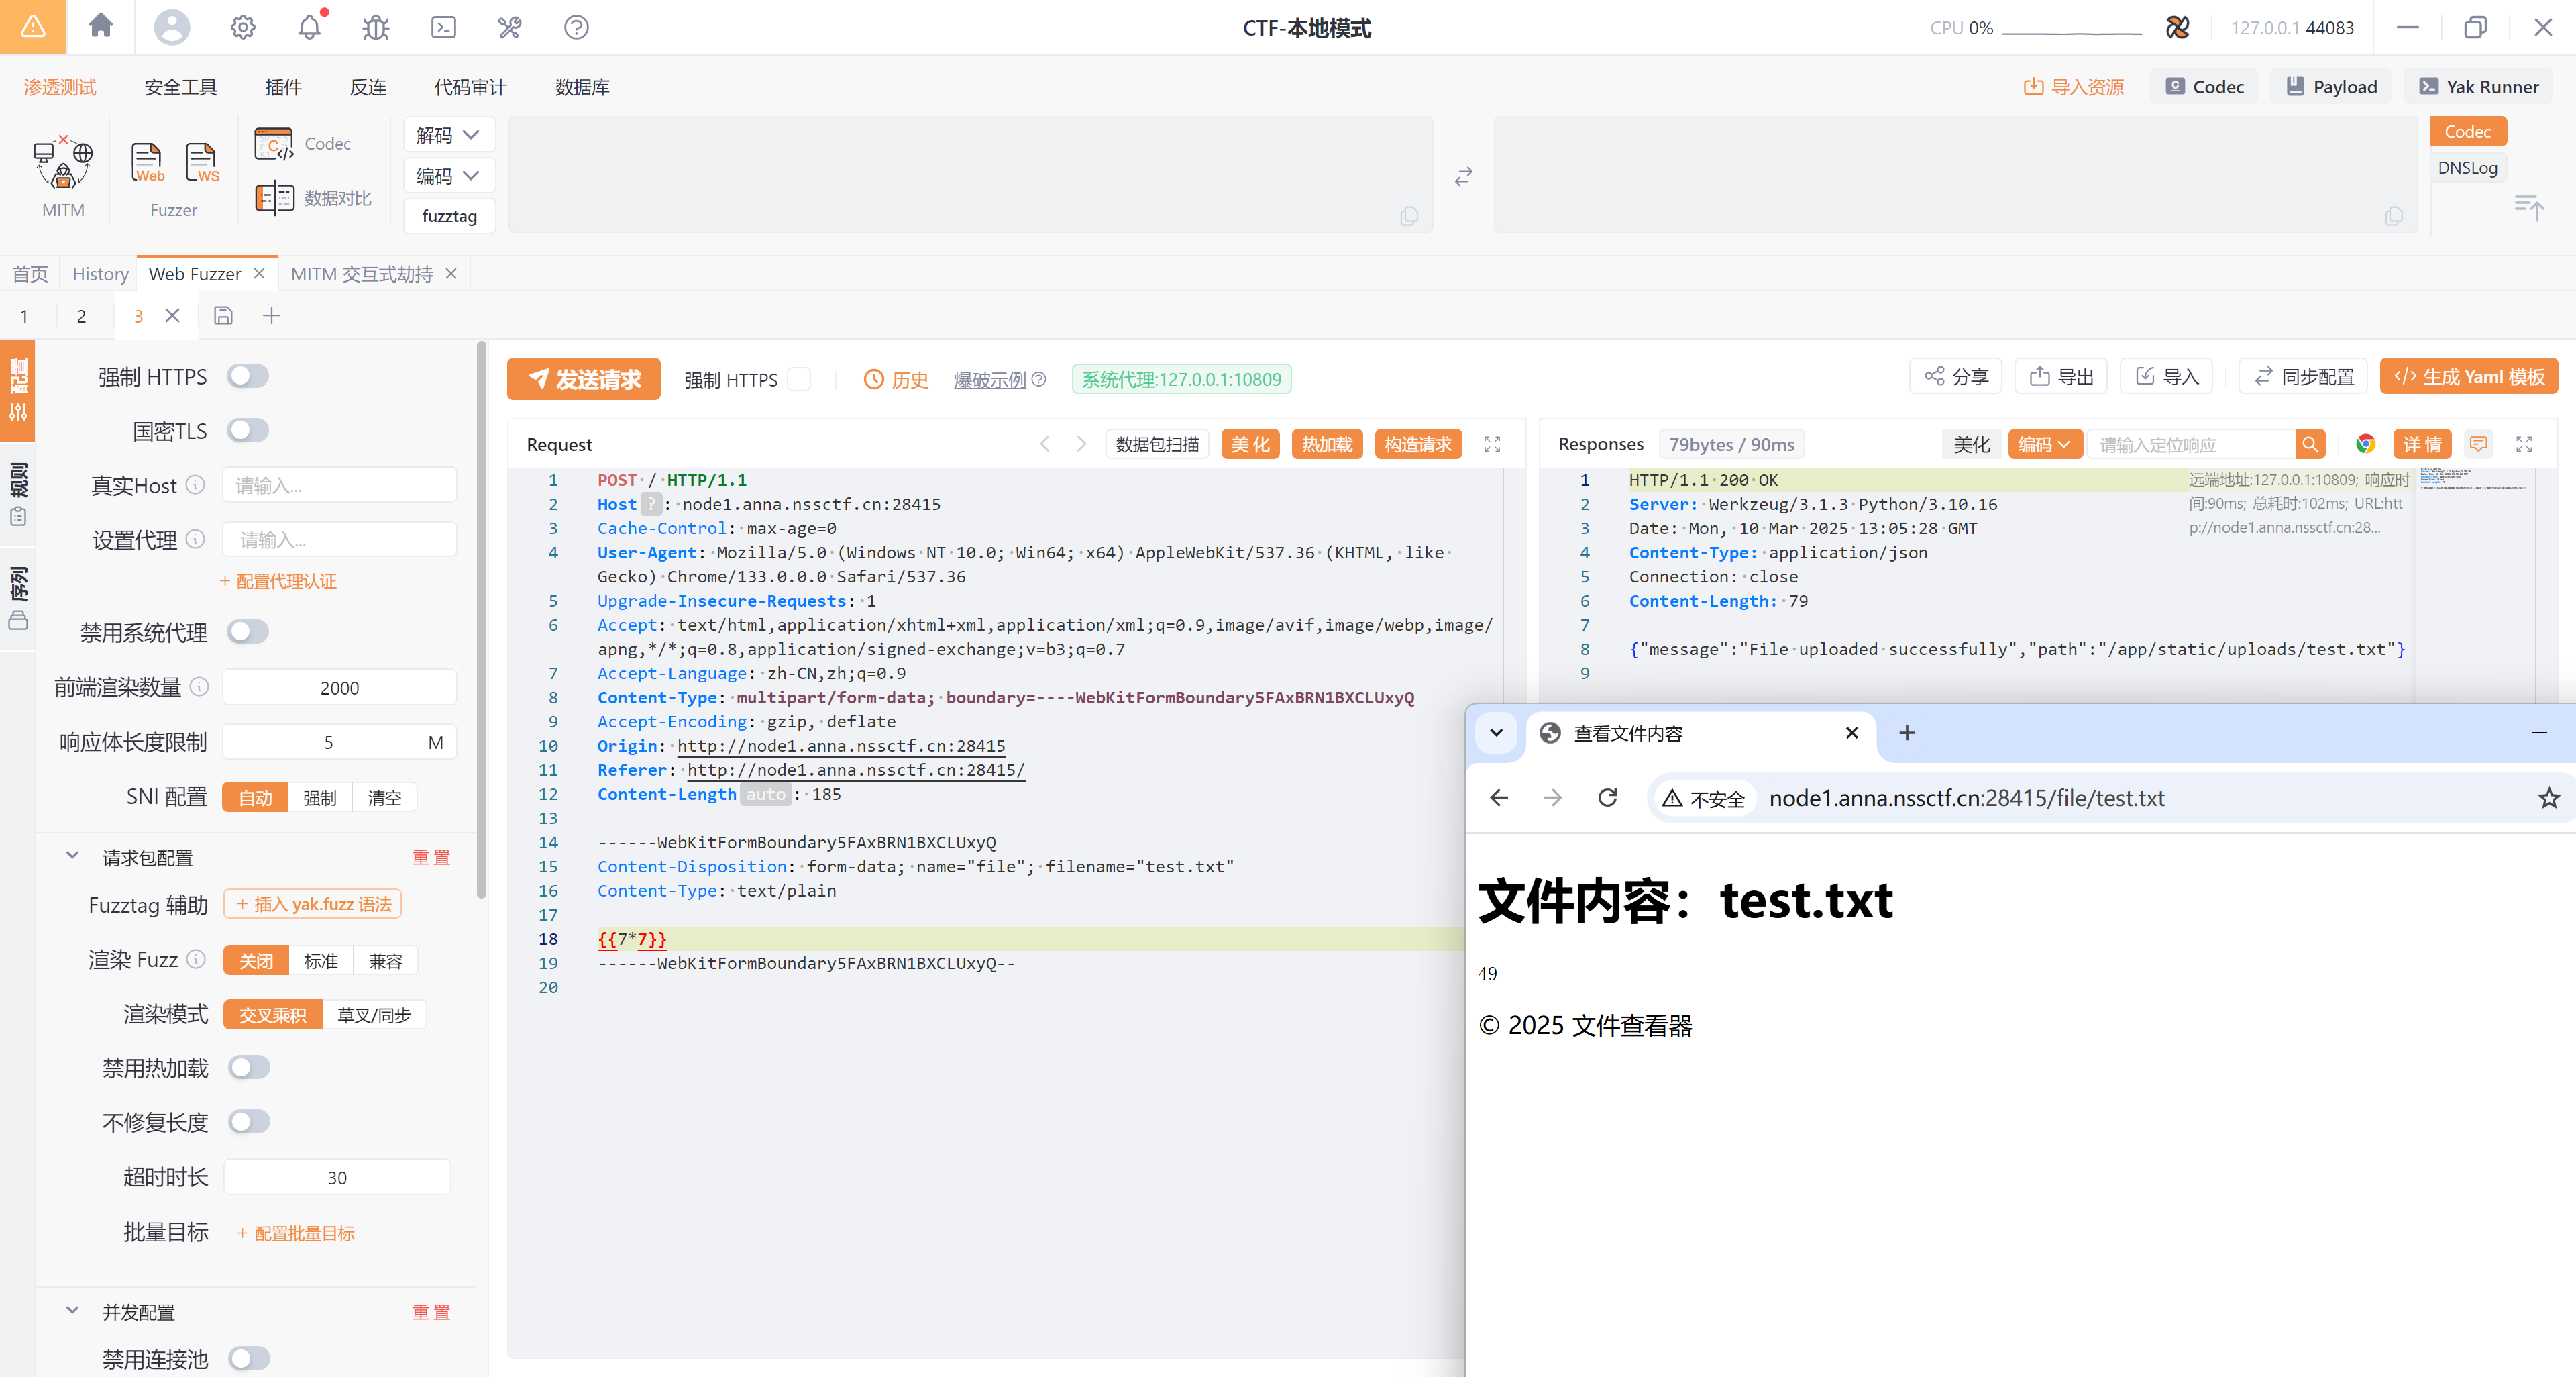 CTF-本地模式
CPU 0%
127.0.0.1 44083
渗透测试 安全工具 插件 反连 代码审计 数据库
导入资源 Codec Payload Yak Runner
MITM
Web WS
Fuzzer
Codec
数据对比
解码
编码
fuzztag
Codec
DNSLog
首页 History Web Fuzzer MITM 交互式劫持
1 2 3
配置
规则
序列
强制 HTTPS
国密TLS
真实Host 请输入...
设置代理 请输入...
+ 配置代理认证
禁用系统代理
前端渲染数量 2000
响应体长度限制 5 M
SNI 配置 自动 强制 清空
请求包配置 重置
Fuzztag 辅助 + 插入 yak.fuzz 语法
渲染 Fuzz 关闭 标准 兼容
渲染模式 交叉乘积 草叉/同步
禁用热加载
不修复长度
超时时长 30
批量目标 + 配置批量目标
并发配置 重置
禁用连接池
发送请求 强制 HTTPS 历史 爆破示例 系统代理:127.0.0.1:10809
分享 导出 导入 同步配置 生成 Yaml 模板
Request 数据包扫描 美化 热加载 构造请求
1 POST / HTTP/1.1
2 Host ? : node1.anna.nssctf.cn:28415
3 Cache-Control: max-age=0
4 User-Agent: Mozilla/5.0 (Windows NT 10.0; Win64; x64) AppleWebKit/537.36 (KHTML, like
Gecko) Chrome/133.0.0.0 Safari/537.36
5 Upgrade-Insecure-Requests: 1
6 Accept: text/html,application/xhtml+xml,application/xml;q=0.9,image/avif,image/webp,image/
apng,*/*;q=0.8,application/signed-exchange;v=b3;q=0.7
7 Accept-Language: zh-CN,zh;q=0.9
8 Content-Type: multipart/form-data; boundary=----WebKitFormBoundary5FAxBRN1BXCLUxyQ
9 Accept-Encoding: gzip, deflate
10 Origin: http://node1.anna.nssctf.cn:28415
11 Referer: http://node1.anna.nssctf.cn:28415/
12 Content-Length auto : 185
13
14 ------WebKitFormBoundary5FAxBRN1BXCLUxyQ
15 Content-Disposition: form-data; name="file"; filename="test.txt"
16 Content-Type: text/plain
17
18 {{7*7}}
19 ------WebKitFormBoundary5FAxBRN1BXCLUxyQ--
20
Responses 79bytes / 90ms 美化 编码 请输入定位响应 详情
1 HTTP/1.1 200 OK
2 Server: Werkzeug/3.1.3 Python/3.10.16
3 Date: Mon, 10 Mar 2025 13:05:28 GMT
4 Content-Type: application/json
5 Connection: close
6 Content-Length: 79
7
8 {"message":"File uploaded successfully","path":"/app/static/uploads/test.txt"}
9
远端地址:127.0.0.1:10809; 响应时
间:90ms; 总耗时:102ms; URL:htt
p://node1.anna.nssctf.cn:28...
查看文件内容
不安全 node1.anna.nssctf.cn:28415/file/test.txt
文件内容：test.txt
49
© 2025 文件查看器